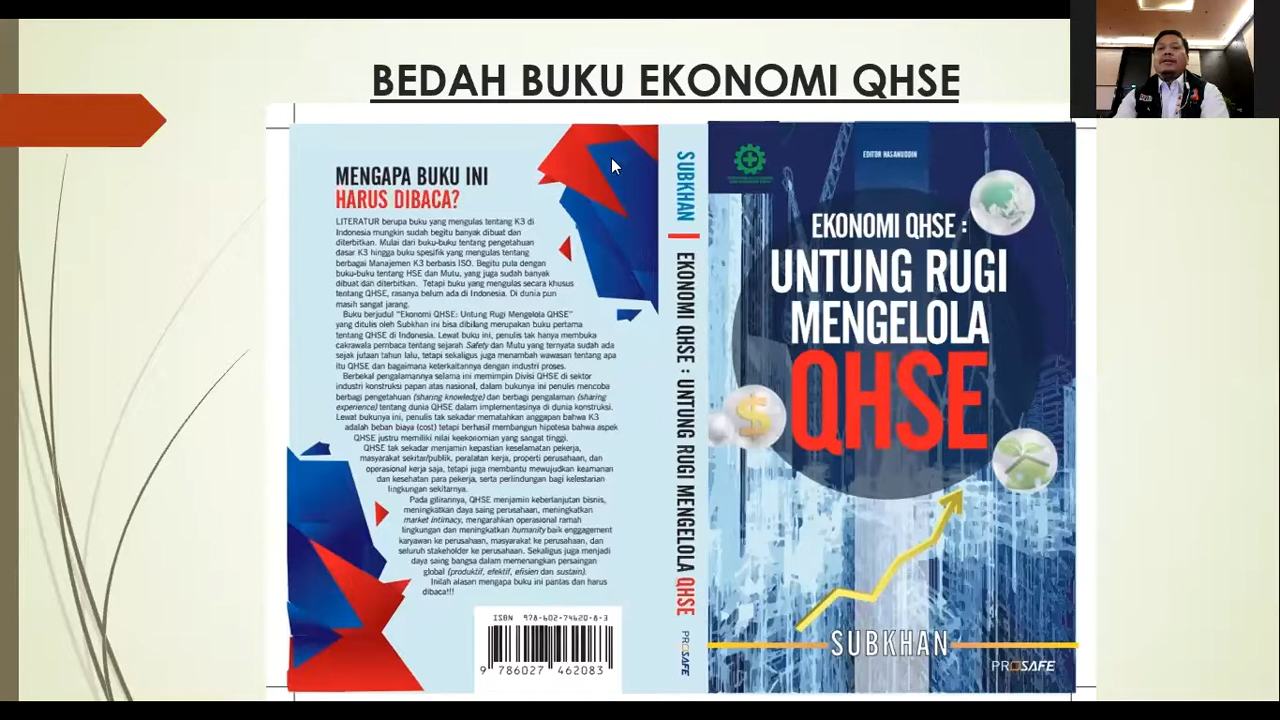 BEDAH BUKU EKONOMI QHSE
MENGAPA BUKU INI
HARUS DIBACA?
LITERATUR berupa buku yang mengulas tentang K3 di
Indonesia mungkin sudah begitu banyak dibuat dan
diterbitkan. Mulai dari buku-buku tentang pengetahuan
dasar K3 hingga buku spesifik yang mengulas tentang
berbagai Manajemen K3 berbasis ISO. Begitu pula dengan
buku-buku tentang HSE dan Mutu, yang juga sudah banyak
dibuat dan diterbitkan. Tetapi buku yang mengulas secara khusus
tentang QHSE, rasanya belum ada di Indonesia. Di dunia pun
masih sangat jarang.
Buku berjudul "Ekonomi QHSE: Untung Rugi Mengelola QHSE"
yang ditulis oleh Subkhan ini bisa dibilang merupakan buku pertama
tentang QHSE di Indonesia. Lewat buku ini, penulis tak hanya membuka
cakrawala pembaca tentang sejarah Safety dan Mutu yang ternyata sudah ada
sejak jutaan tahun lalu, tetapi sekaligus juga menambah wawasan tentang apa
itu QHSE dan bagaimana keterkaitannya dengan industri proses.
Berbekal pengalamannya selama ini memimpin Divisi QHSE di sektor
industri konstruksi papan atas nasional, dalam bukunya ini penulis mencoba
berbagi pengetahuan (sharing knowledge) dan berbagi pengalaman (sharing
experience) tentang dunia QHSE dalam implementasinya di dunia konstruksi.
Lewat bukunya ini, penulis tak sekadar mematahkan anggapan bahwa K3
adalah beban biaya (cost) tetapi berhasil membangun hipotesa bahwa aspek
QHSE justru memiliki nilai keekonomian yang sangat tinggi.
QHSE tak sekadar menjamin kepastian keselamatan pekerja,
masyarakat sekitar/publik, peralatan kerja, properti perusahaan, dan
operasional kerja saja, tetapi juga membantu mewujudkan keamanan
dan kesehatan para pekerja, serta perlindungan bagi kelestarian
lingkungan sekitarnya.
Pada gilirannya, QHSE menjamin keberlanjutan bisnis,
meningkatkan daya saing perusahaan, meningkatkan
market intimacy, mengarahkan operasional ramah
lingkungan dan meningkatkan humanity baik enggagement
karyawan ke perusahaan, masyarakat ke perusahaan, dan
seluruh stakeholder ke perusahaan. Sekaligus juga menjadi
daya saing bangsa dalam memenangkan persaingan
global (produktif, efektif, efisien dan sustain).
Inilah alasan mengapa buku ini pantas dan harus
dibaca!!!
ISBN 978-602-74620-8-3
9 786027 462083
SUBKHAN
EKONOMI QHSE : UNTUNG RUGI MENGELOLA QHSE
PROSAFE
EDITOR HASANUDDIN
EKONOMI QHSE :
UNTUNG RUGI
MENGELOLA
QHSE
$
SUBKHAN
PROSAFE